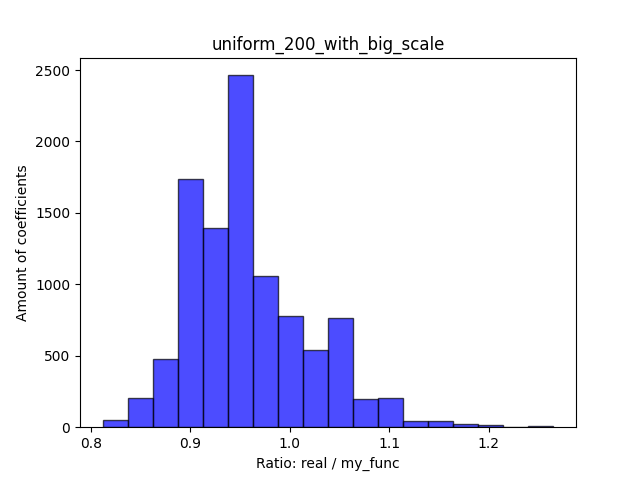 uniform_200_with_big_scale
Amount of coefficients
2500
2000
1500
1000
500
0
0.8 0.9 1.0 1.1 1.2
Ratio: real / my_func